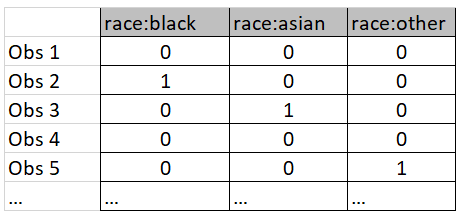 race:black race:asian race:other
Obs 1 0 0 0
Obs 2 1 0 0
Obs 3 0 1 0
Obs 4 0 0 0
Obs 5 0 0 1
... ... ... ...